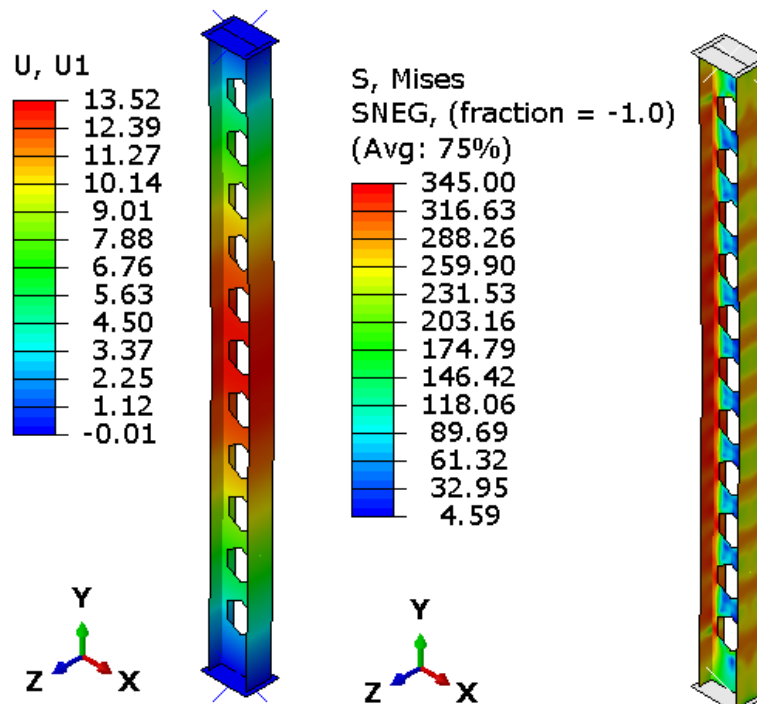 U, U1
13.52
12.39
11.27
10.14
9.01
7.88
6.76
5.63
4.50
3.37
2.25
1.12
-0.01
Y
Z
X
S, Mises
SNEG, (fraction = -1.0)
(Avg: 75%)
345.00
316.63
288.26
259.90
231.53
203.16
174.79
146.42
118.06
89.69
61.32
32.95
4.59
Y
Z
X